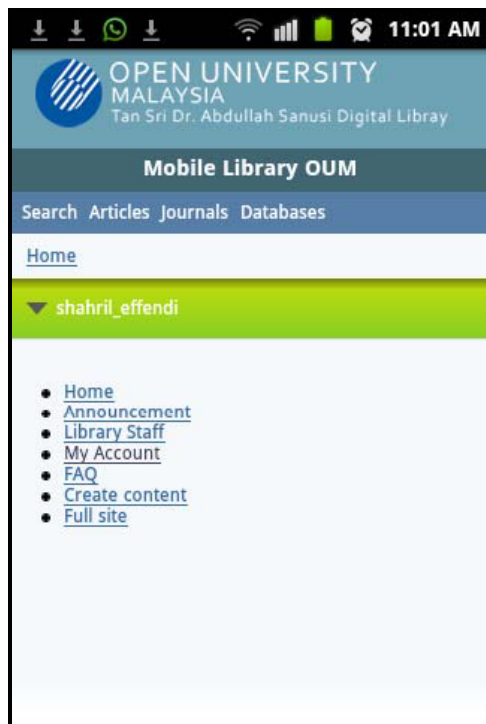 11:01 AM
OPEN UNIVERSITY
MALAYSIA
Tan Sri Dr. Abdullah Sanusi Digital Libray
Mobile Library OUM
Search Articles Journals Databases
Home
shahril_effendi
Home
Announcement
Library Staff
My Account
FAQ
Create content
Full site